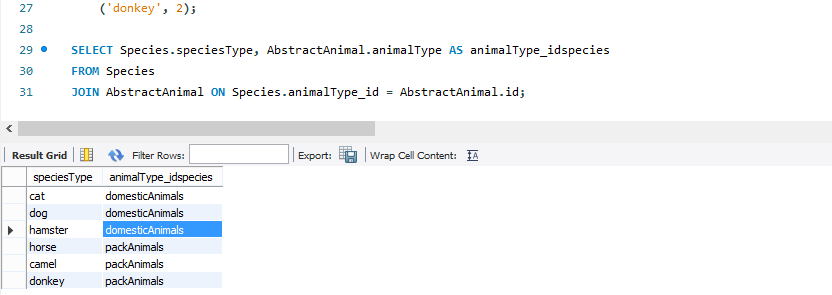 27 ('donkey', 2);
28
29 SELECT Species.speciesType, AbstractAnimal.animalType AS animalType_idspecies
30 FROM Species
31 JOIN AbstractAnimal ON Species.animalType_id = AbstractAnimal.id;
Result Grid Filter Rows: Export: Wrap Cell Content: IA
speciesType animalType_idspecies
cat domesticAnimals
dog domesticAnimals
hamster domesticAnimals
horse packAnimals
camel packAnimals
donkey packAnimals